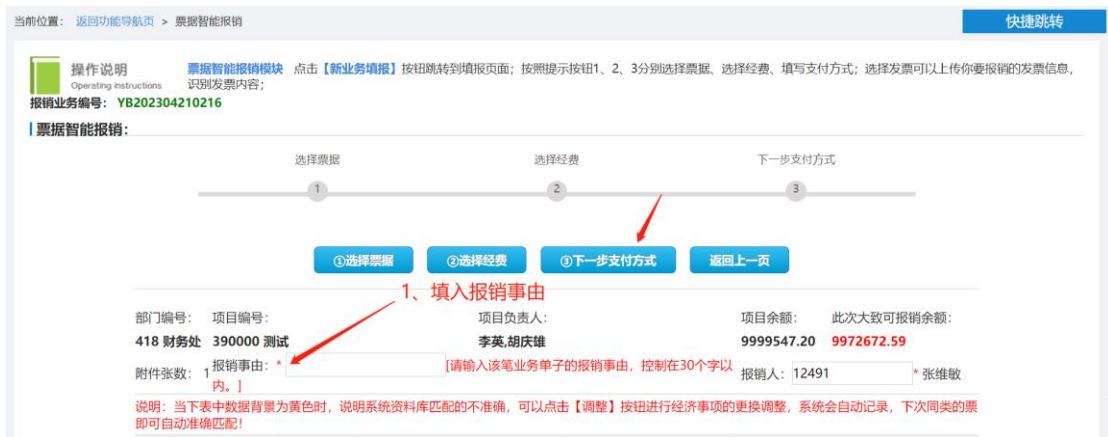 当前位置： 返回功能导航页 > 票据智能报销
快捷跳转
操作说明
Operating instructions
票据智能报销模块 点击【新业务填报】按钮跳转到填报页面；按照提示按钮1、2、3分别选择票据、选择经费、填写支付方式；选择发票可以上传你要报销的发票信息，
识别发票内容；
报销业务编号： YB202304210216
票据智能报销：
选择票据 选择经费 下一步支付方式
1 2 3
①选择票据 ②选择经费 ③下一步支付方式 返回上一页
1、填入报销事由
部门编号： 项目编号： 项目负责人： 项目余额： 此次大致可报销余额：
418 财务处 390000 测试 李英,胡庆雄 9999547.20 9972672.59
附件张数： 1 报销事由：* [请输入该笔业务单子的报销事由，控制在30个字以
内。]
报销人： 12491 * 张维敏
说明：当下表中数据背景为黄色时，说明系统资料库匹配的不准确，可以点击【调整】按钮进行经济事项的更换调整，系统会自动记录，下次同类的票
即可自动准确匹配！